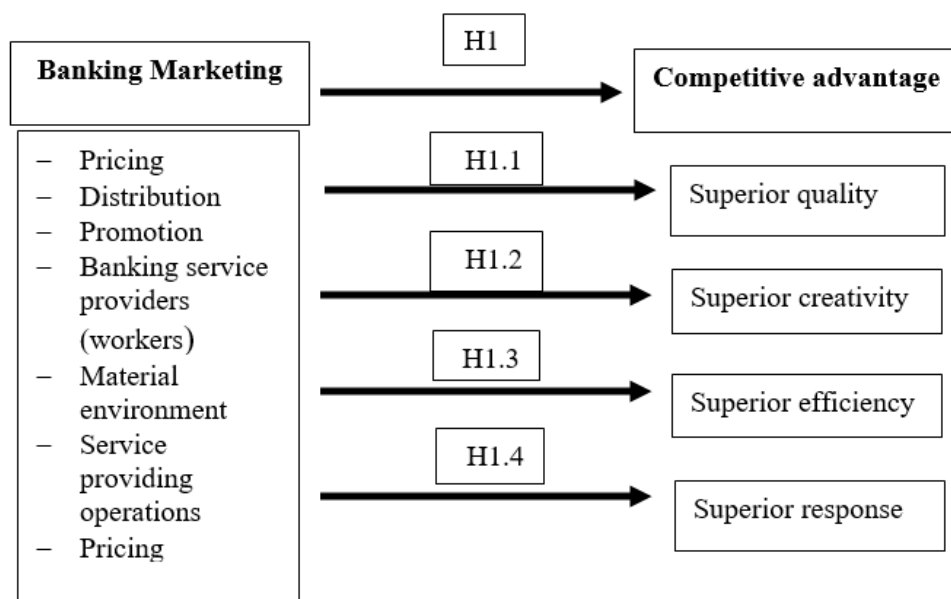 H1
Banking Marketing
Competitive advantage
– Pricing
– Distribution
– Promotion
– Banking service
providers
(workers)
– Material
environment
– Service
providing
operations
– Pricing
H1.1
Superior quality
H1.2
Superior creativity
H1.3
Superior efficiency
H1.4
Superior response